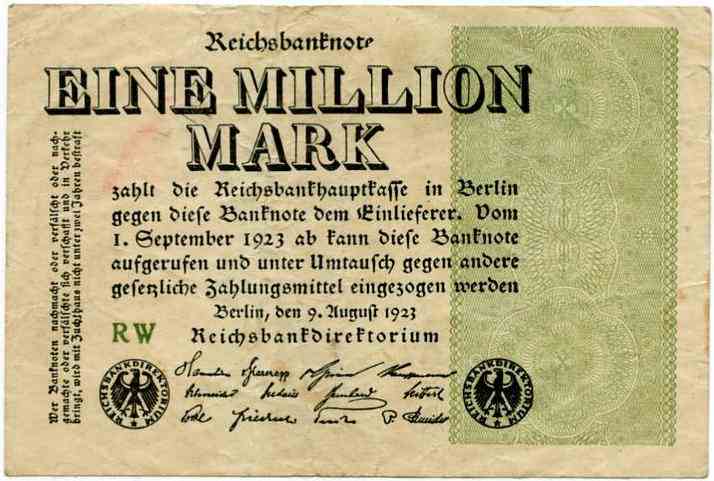 Reichsbanknote
EINE MILLION
MARK
zahlt die Reichsbankhauptkasse in Berlin
gegen diese Banknote dem Einlieferer. Vom
1. September 1923 ab kann diese Banknote
aufgerufen und unter Umtausch gegen andere
gesetzliche Zahlungsmittel eingezogen werden
Berlin, den 9. August 1923
RW
Reichsbankdirektorium
Wer Banknoten nachmacht oder verfälscht oder nach-
gemachte oder verfälschte sich verschafft und in Verkehr
bringt, wird mit Zuchthaus nicht unter zwei Jahren bestraft
REICHSBANKDIREKTORIUM
REICHSBANKDIREKTORIUM